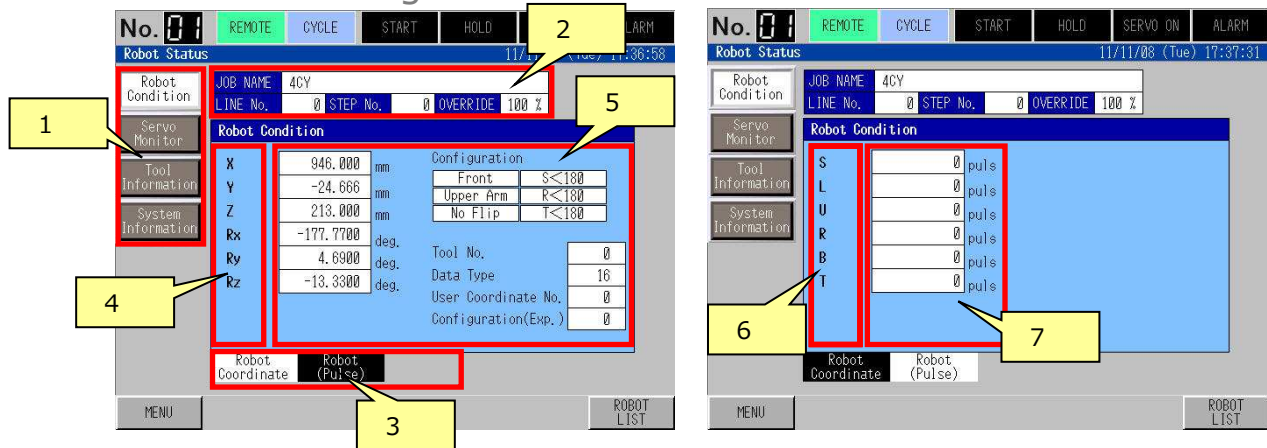 g
No. 01 REMOTE CYCLE START HOLD LARM
Robot Status 11/11 (Tue) 17:36:58
2
Robot Condition
JOB NAME 4CY
LINE No. 0 STEP No. 0 OVERRIDE 100 %
5
1
Servo Monitor
Robot Condition
Tool Information
System Information
X 946.000 mm
Y -24.666 mm
Z 213.000 mm
Rx -177.7700 deg.
Ry 4.6900 deg.
Rz -13.3300 deg.
Configuration
Front S<180
Upper Arm R<180
No Flip T<180
Tool No. 0
Data Type 16
User Coordinate No. 0
Configuration(Exp.) 0
4
Robot Coordinate
Robot (Pulse)
3
MENU
ROBOT LIST
No. 01 REMOTE CYCLE START HOLD SERVO ON ALARM
Robot Status 11/11/08 (Tue) 17:37:31
Robot Condition
JOB NAME 4CY
LINE No. 0 STEP No. 0 OVERRIDE 100 %
Servo Monitor
Tool Information
System Information
Robot Condition
S 0 puls
L 0 puls
U 0 puls
R 0 puls
B 0 puls
T 0 puls
6
7
Robot Coordinate
Robot (Pulse)
MENU
ROBOT LIST